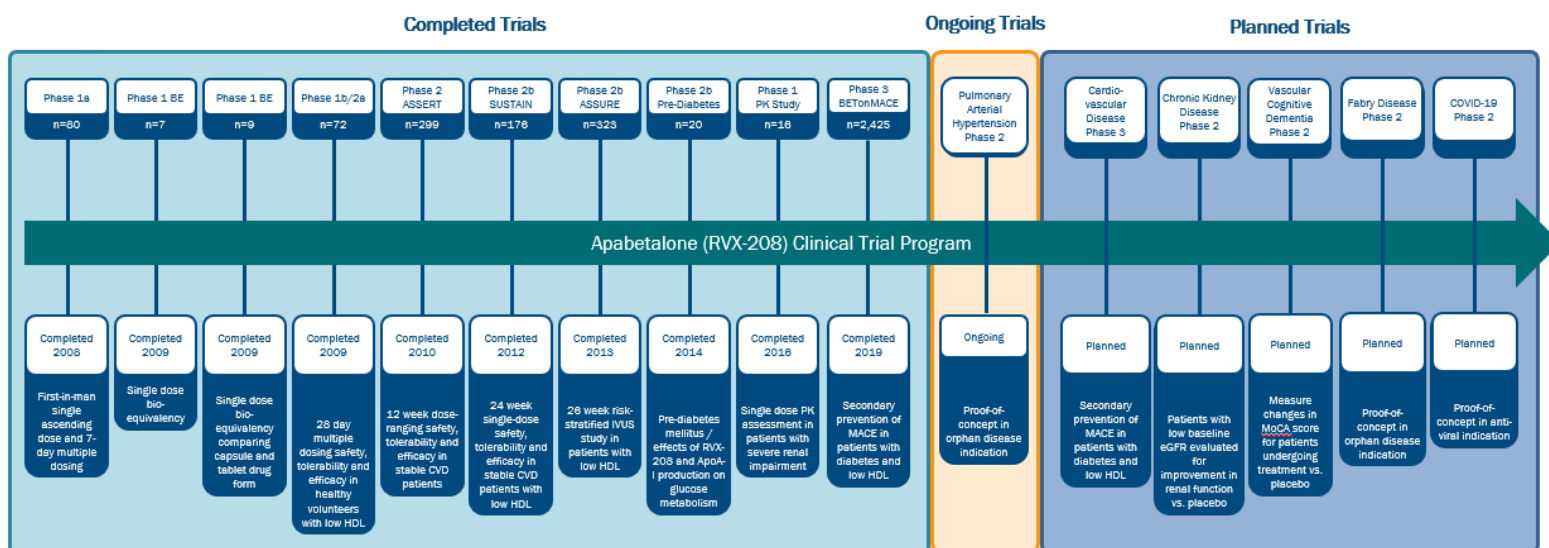 Completed Trials
Ongoing Trials
Planned Trials
Phase 1a
n=80
Phase 1 BE
n=7
Phase 1 BE
n=9
Phase 1b/2a
n=72
Phase 2
ASSERT
n=299
Phase 2b
SUSTAIN
n=176
Phase 2b
ASSURE
n=323
Phase 2b
Pre-Diabetes
n=20
Phase 1
PK Study
n=16
Phase 3
BETonMACE
n=2,425
Pulmonary
Arterial
Hypertension
Phase 2
Cardio-
vascular
Disease
Phase 3
Chronic Kidney
Disease
Phase 2
Vascular
Cognitive
Dementia
Phase 2
Fabry Disease
Phase 2
COVID-19
Phase 2
Apabetalone (RVX-208) Clinical Trial Program
Completed
2008
First-in-man
single
ascending
dose and 7-
day multiple
dosing
Completed
2009
Single dose
bio-
equivalency
Completed
2009
Single dose
bio-
equivalency
comparing
capsule and
tablet drug
form
Completed
2009
28 day
multiple
dosing safety,
tolerability and
efficacy in
healthy
volunteers
with low HDL
Completed
2010
12 week dose-
ranging safety,
tolerability and
efficacy in
stable CVD
patients
Completed
2012
24 week
single-dose
safety,
tolerability and
efficacy in
stable CVD
patients with
low HDL
Completed
2013
26 week risk-
stratified IVUS
study in
patients with
low HDL
Completed
2014
Pre-diabetes
mellitus /
effects of RVX-
208 and ApoA-
I production on
glucose
metabolism
Completed
2016
Single dose PK
assessment in
patients with
severe renal
impairment
Completed
2019
Secondary
prevention of
MACE in
patients with
diabetes and
low HDL
Ongoing
Proof-of-
concept in
orphan disease
indication
Planned
Secondary
prevention of
MACE in
patients with
diabetes and
low HDL
Planned
Patients with
low baseline
eGFR
evaluated for
improvement in
renal function
vs. placebo
Planned
Measure
changes in
MoCA score
for patients
undergoing
treatment vs.
placebo
Planned
Proof-of-
concept in
orphan disease
indication
Planned
Proof-of-
concept in anti-
viral indication